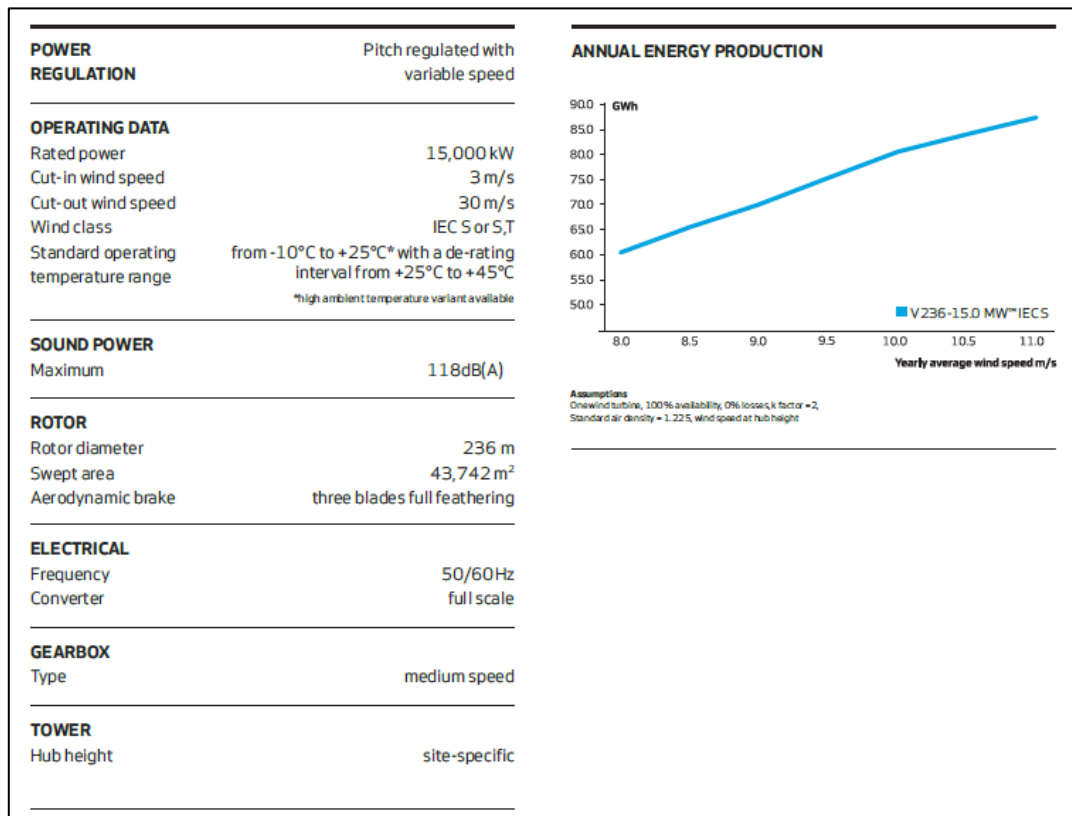 POWER Pitch regulated with
REGULATION variable speed
OPERATING DATA
Rated power 15,000 kW
Cut-in wind speed 3 m/s
Cut-out wind speed 30 m/s
Wind class IEC S or S,T
Standard operating from -10°C to +25°C* with a de-rating
temperature range interval from +25°C to +45°C
*high ambient temperature variant available
SOUND POWER
Maximum 118dB(A)
ROTOR
Rotor diameter 236 m
Swept area 43,742 m²
Aerodynamic brake three blades full feathering
ELECTRICAL
Frequency 50/60Hz
Converter full scale
GEARBOX
Type medium speed
TOWER
Hub height site-specific
ANNUAL ENERGY PRODUCTION
90.0 GWh
85.0
80.0
75.0
70.0
65.0
60.0
55.0
50.0
V236-15.0 MW™ IEC S
8.0 8.5 9.0 9.5 10.0 10.5 11.0
Yearly average wind speed m/s
Assumptions
One wind turbine, 100% availability, 0% losses, k factor =2,
Standard air density = 1.225, wind speed at hub height